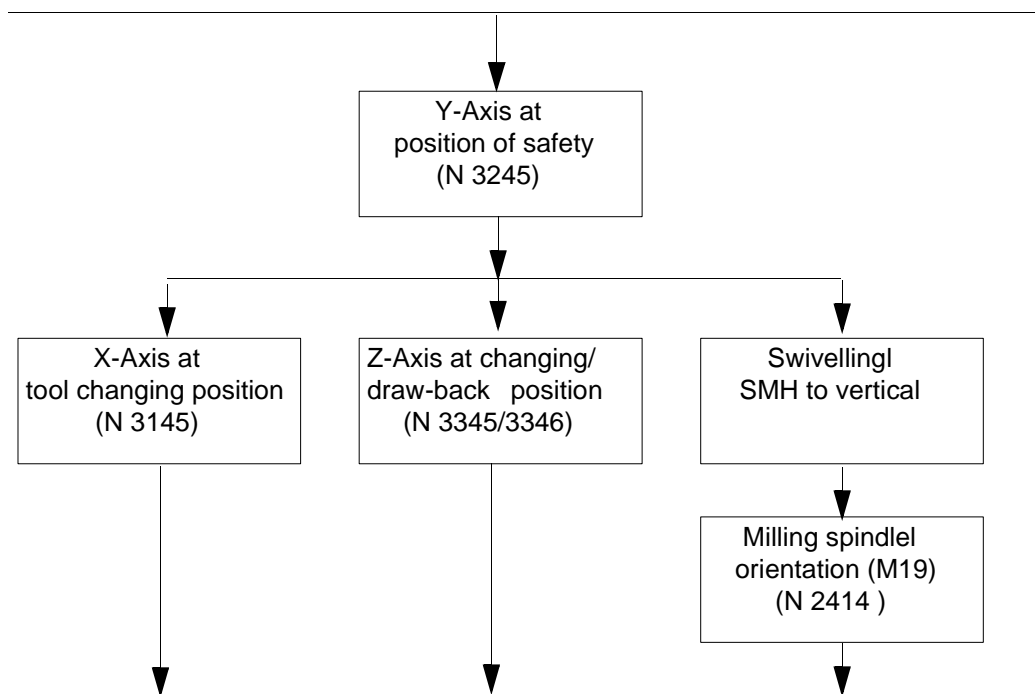 Y-Axis at
position of safety
(N 3245)
X-Axis at
tool changing position
(N 3145)
Z-Axis at changing/
draw-back position
(N 3345/3346)
Swivellingl
SMH to vertical
Milling spindlel
orientation (M19)
(N 2414 )